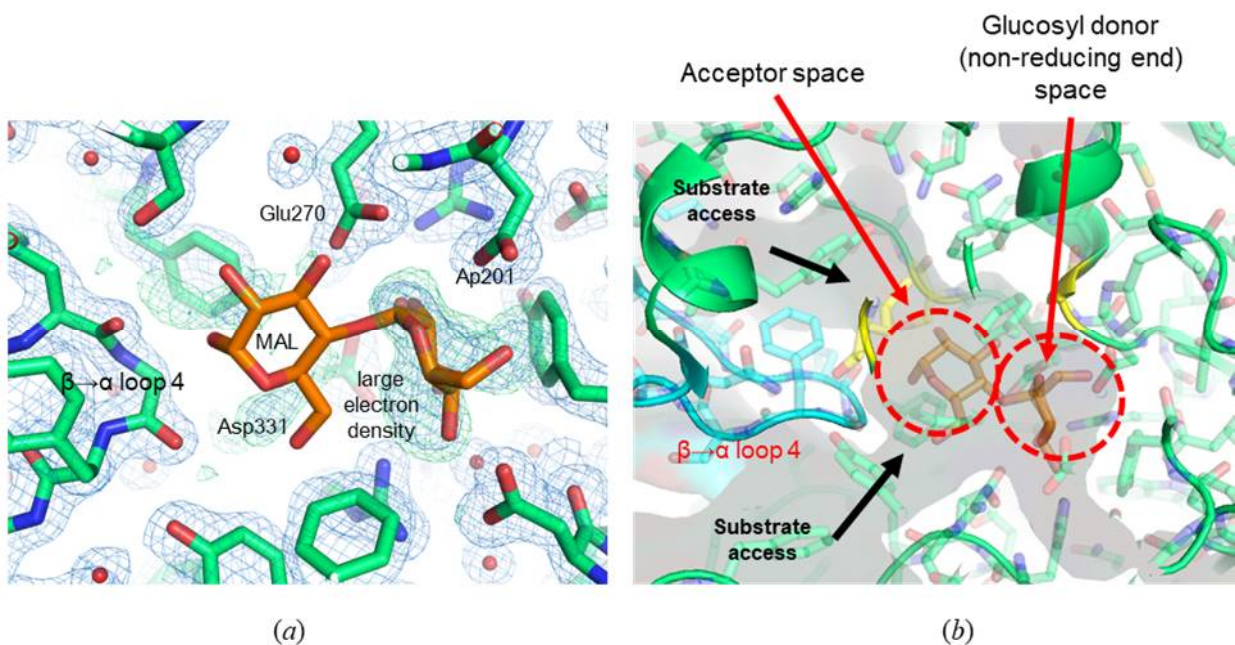 Glu270
Ap201
MAL
β→α loop 4
large
electron
density
Asp331
(a)
Glucosyl donor
(non-reducing end)
space
Acceptor space
Substrate
access
β→α loop 4
Substrate
access
(b)